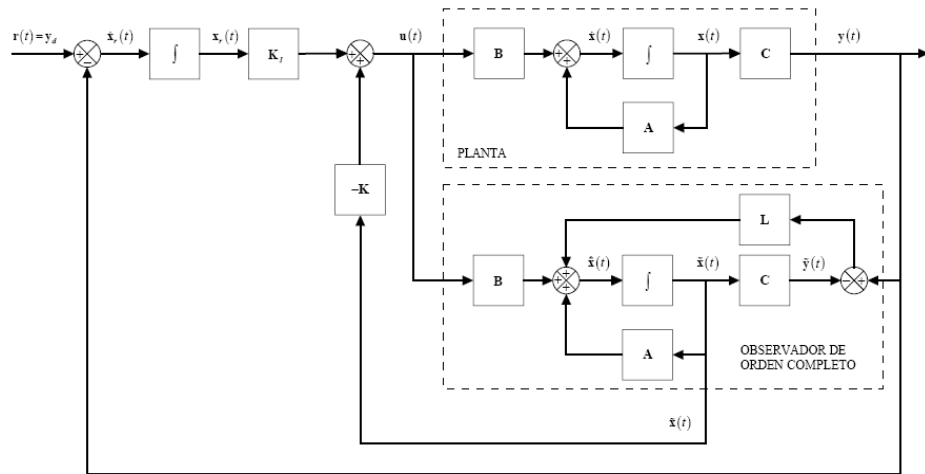 r(t) = y_d
ẋ_r(t)
∫
x_r(t)
K_I
u(t)
B
ẋ(t)
∫
x(t)
C
y(t)
A
PLANTA
−K
L
B
x̃̇(t)
∫
x̃(t)
C
ỹ(t)
A
OBSERVADOR DE
ORDEN COMPLETO
x̃(t)